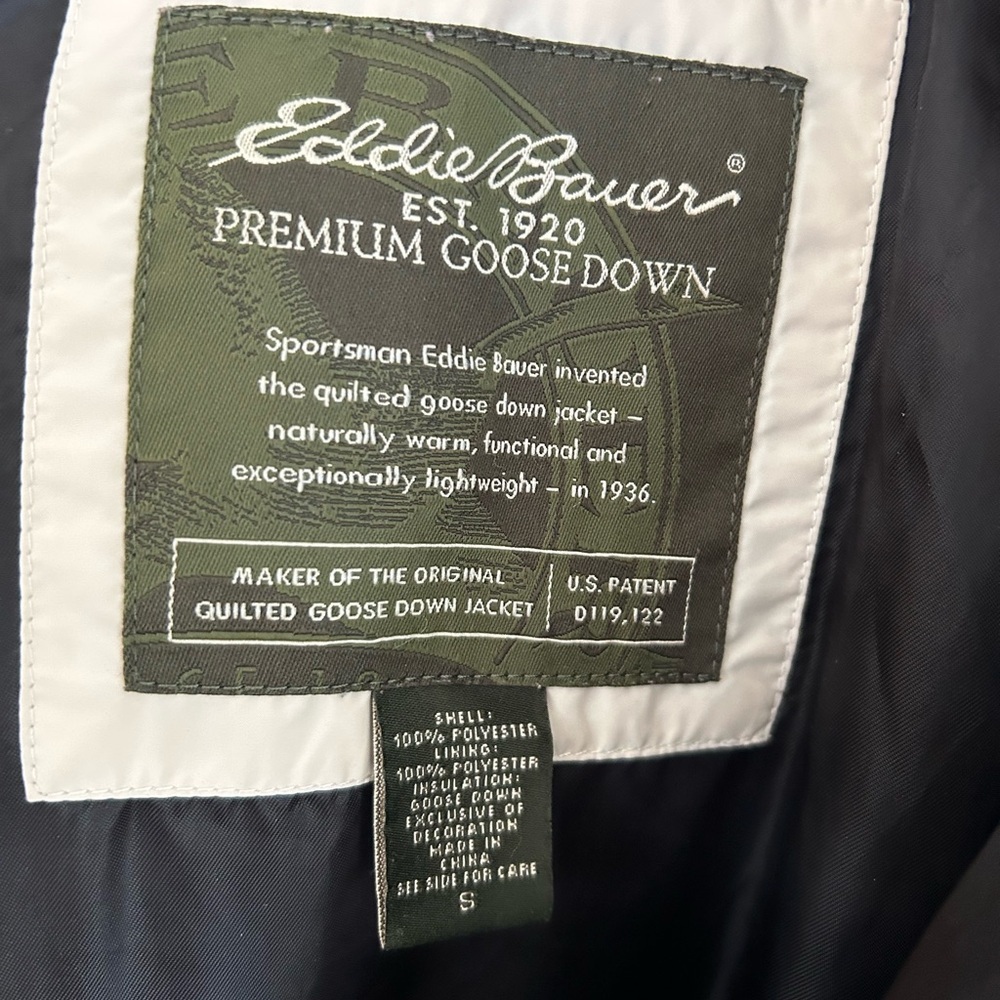 E B
Eddie Bauer ®
EST. 1920
PREMIUM GOOSE DOWN
Sportsman Eddie Bauer invented
the quilted goose down jacket –
naturally warm, functional and
exceptionally lightweight – in 1936.
MAKER OF THE ORIGINAL
QUILTED GOOSE DOWN JACKET
U.S. PATENT
D119,122
SHELL:
100% POLYESTER
LINING:
100% POLYESTER
INSULATION:
GOOSE DOWN
EXCLUSIVE OF
DECORATION
MADE IN
CHINA
SEE SIDE FOR CARE
S